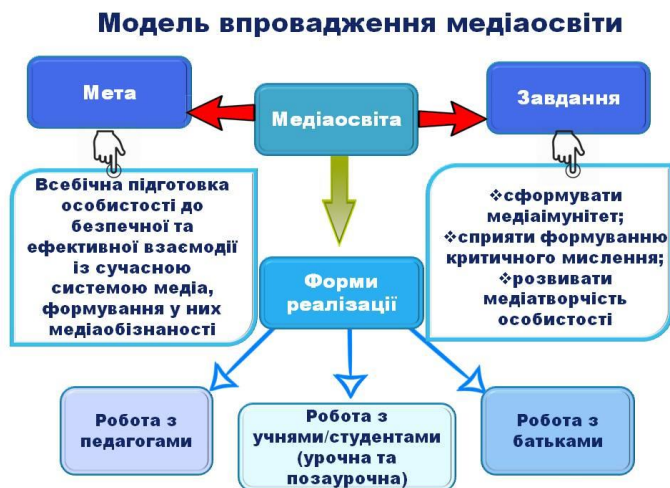 Модель впровадження медіаосвіти
Мета
Медіаосвіта
Завдання
Всебічна підготовка
особистості до
безпечної та
ефективної взаємодії
із сучасною
системою медіа,
формування у них
медіаобізнаності
❖сформувати
медіаімунітет;
❖сприяти формуванню
критичного мислення;
❖розвивати
медіатворчість
особистості
Форми
реалізації
Робота з
педагогами
Робота з
учнями/студентами
(урочна та
позаурочна)
Робота з
батьками